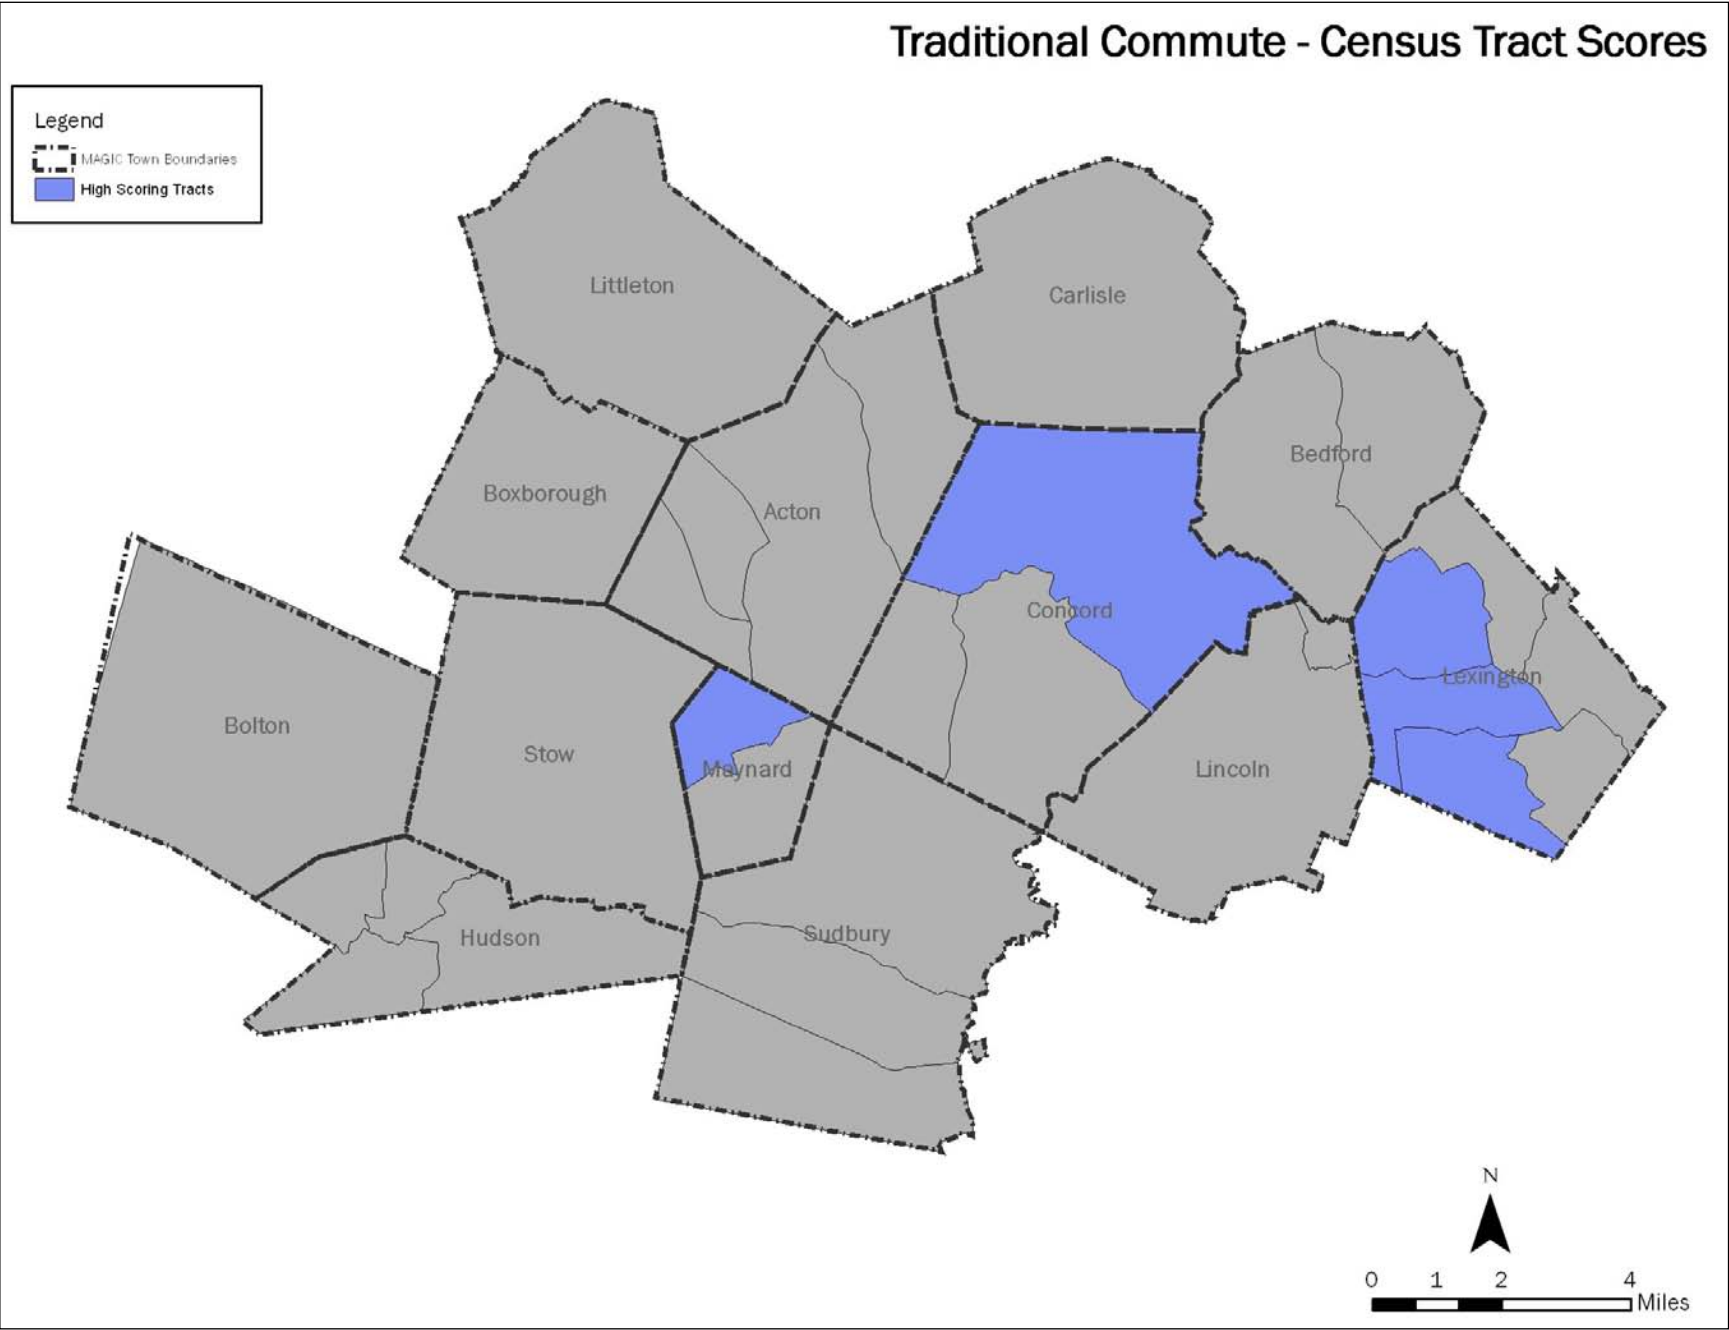 Traditional Commute - Census Tract Scores
Legend
MAGIC Town Boundaries
High Scoring Tracts
Littleton
Carlisle
Bedford
Boxborough
Acton
Concord
Lexington
Bolton
Stow
Maynard
Lincoln
Hudson
Sudbury
N
0 1 2 4
Miles